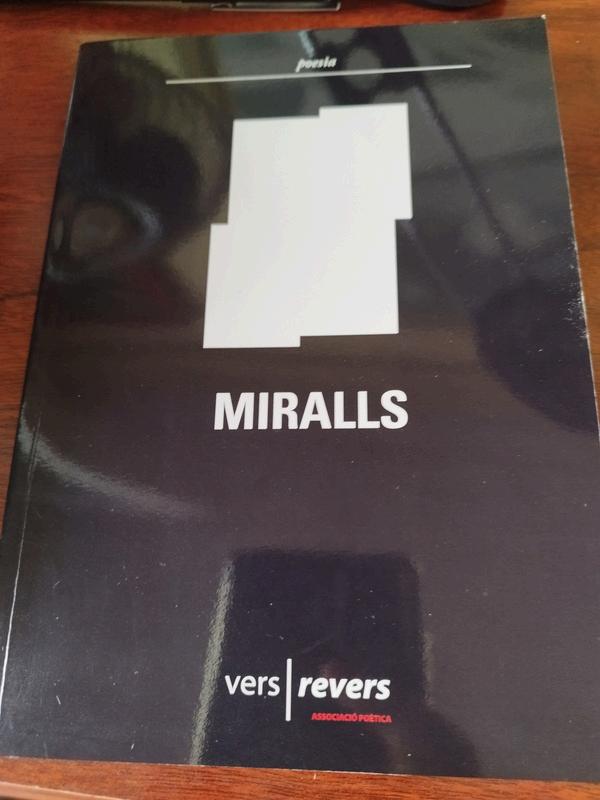 poesia
MIRALLS
vers|revers
ASSOCIACIÓ POÈTICA